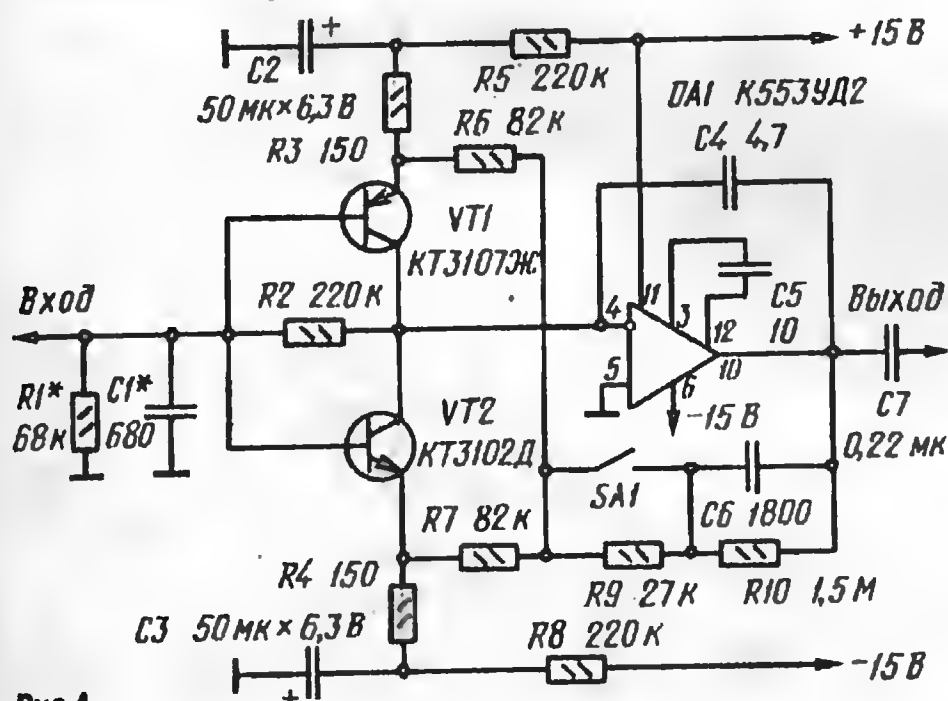 +
+15 В
C2
50 мк × 6,3 В
R5 220 к
DA1 К553УД2
R3 150
R6 82 к
C4 4,7
VT1
КТ3107Ж
Вход
R2 220 к
4
11
3
12
10
5
6
C5
10
Выход
R1*
68 к
C1*
680
VT2
КТ3102Д
-15 В
C7
0,22 мк
SA1
C6 1800
R7 82 к
R4 150
R9 27 к
R10 1,5 М
C3 50 мк × 6,3 В
R8 220 к
-15 В
+